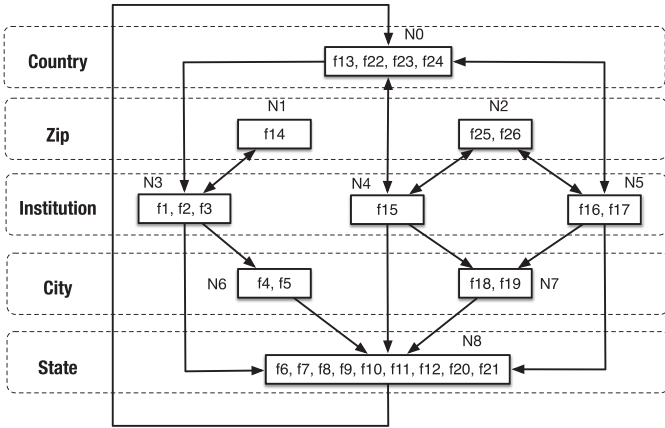 N0
Country
f13, f22, f23, f24
N1
N2
Zip
f14
f25, f26
N3
N4
N5
Institution
f1, f2, f3
f15
f16, f17
City
N6
f4, f5
f18, f19
N7
N8
State
f6, f7, f8, f9, f10, f11, f12, f20, f21